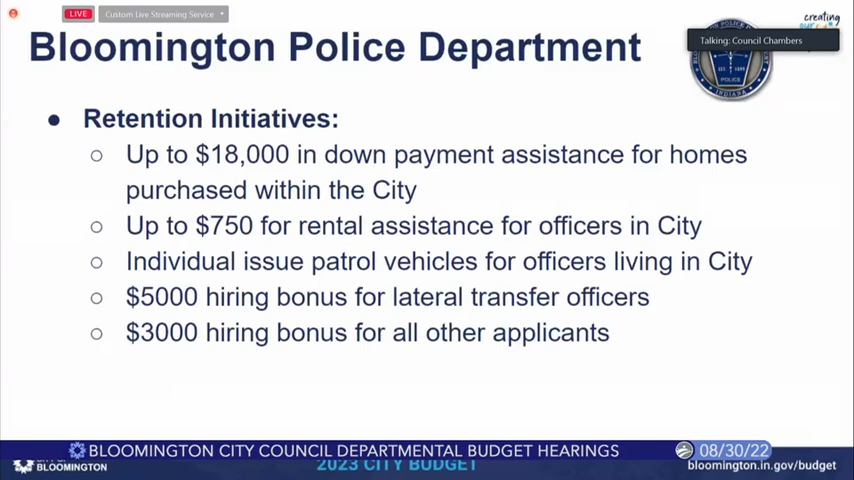 LIVE
Custom Live Streaming Service
creating
Bloomington Police Department
Talking: Council Chambers
POLICE
INDIANA
● Retention Initiatives:
○ Up to $18,000 in down payment assistance for homes
purchased within the City
○ Up to $750 for rental assistance for officers in City
○ Individual issue patrol vehicles for officers living in City
○ $5000 hiring bonus for lateral transfer officers
○ $3000 hiring bonus for all other applicants
BLOOMINGTON CITY COUNCIL DEPARTMENTAL BUDGET HEARINGS
08/30/22
BLOOMINGTON
2023 CITY BUDGET
bloomington.in.gov/budget